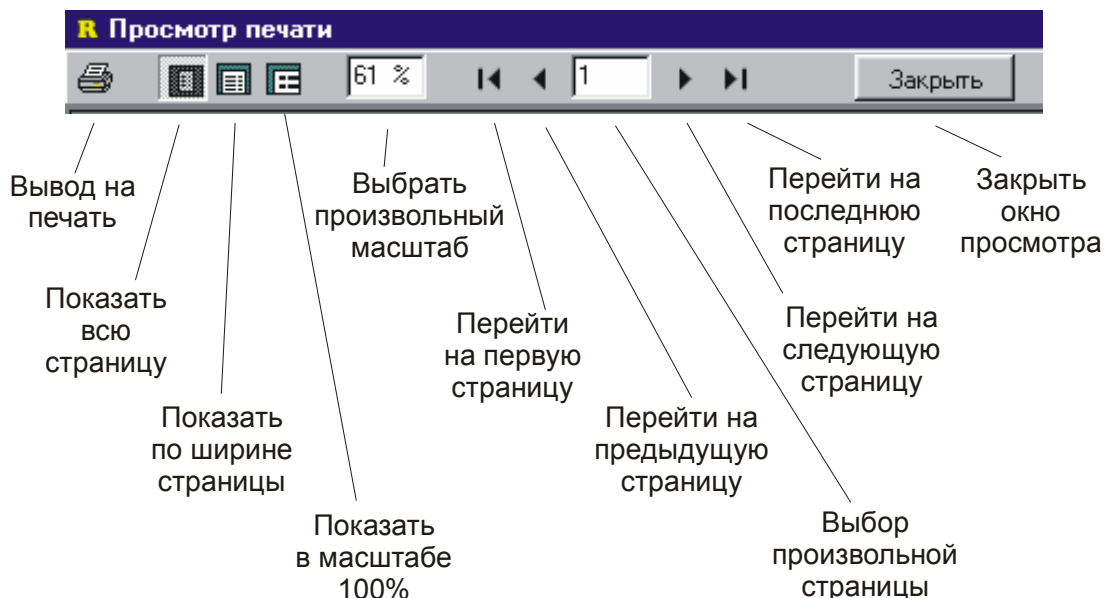 R Просмотр печати
61 %
1
Закрыть
Вывод на
печать
Показать
всю
страницу
Показать
по ширине
страницы
Показать
в масштабе
100%
Выбрать
произвольный
масштаб
Перейти
на первую
страницу
Перейти на
предыдущую
страницу
Выбор
произвольной
страницы
Перейти на
следующую
страницу
Перейти на
последнюю
страницу
Закрыть
окно
просмотра